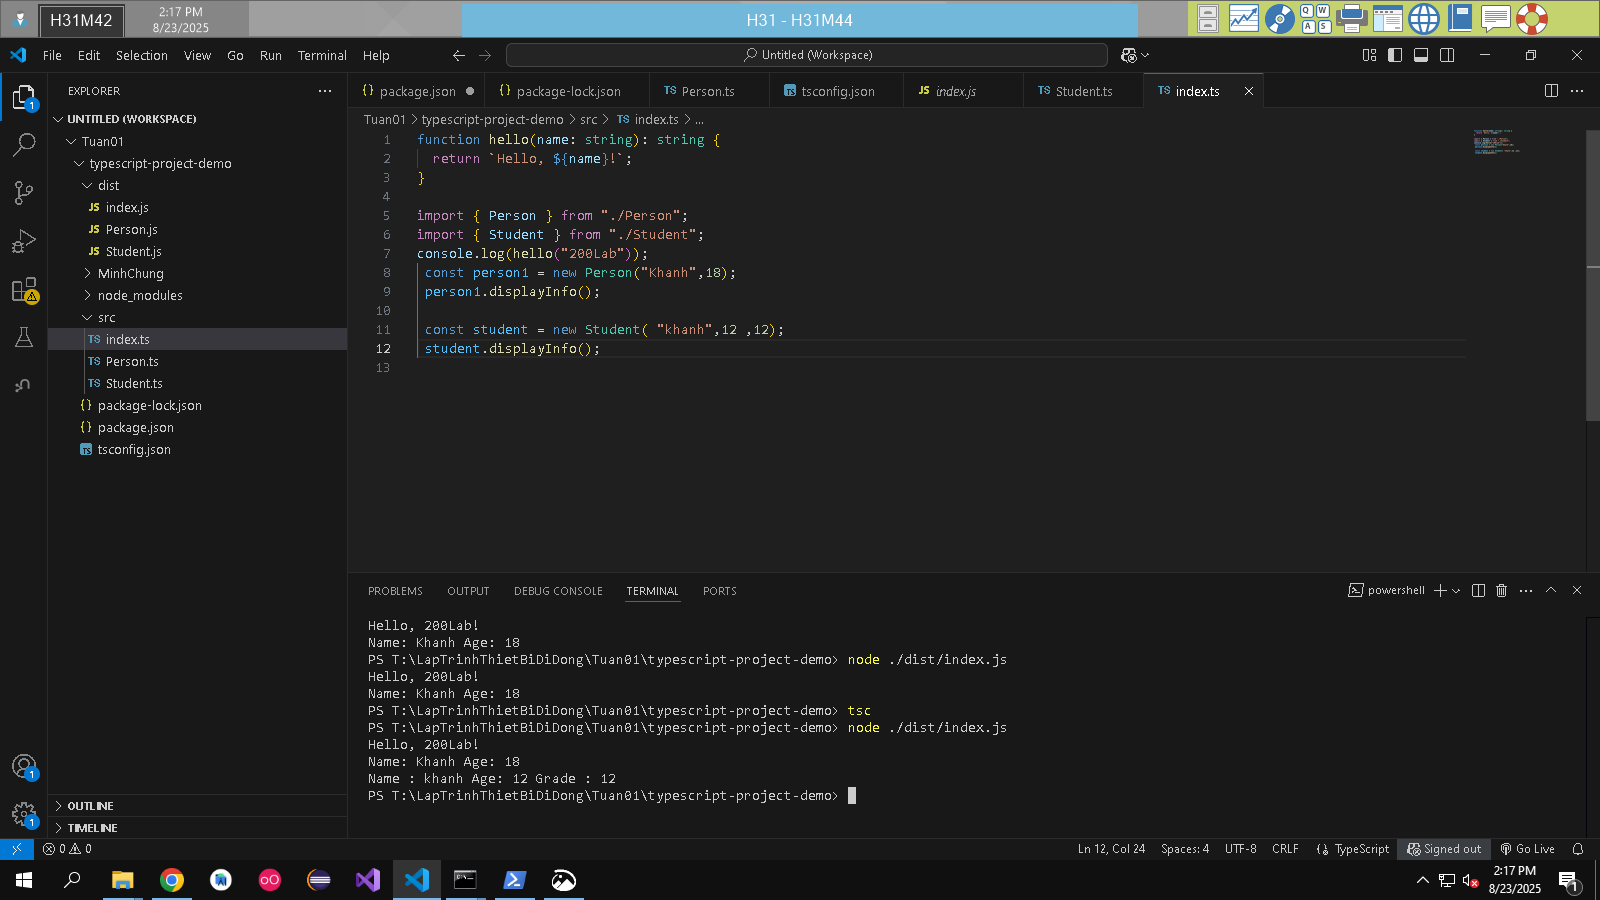 H31M42
2:17 PM
8/23/2025
H31 - H31M44
Q W
A S
File Edit Selection View Go Run Terminal Help
Untitled (Workspace)
EXPLORER
UNTITLED (WORKSPACE)
Tuan01
typescript-project-demo
dist
JS index.js
JS Person.js
JS Student.js
MinhChung
node_modules
src
TS index.ts
TS Person.ts
TS Student.ts
{} package-lock.json
{} package.json
TS tsconfig.json
OUTLINE
TIMELINE
{} package.json
{} package-lock.json
TS Person.ts
TS tsconfig.json
JS index.js
TS Student.ts
TS index.ts
Tuan01 > typescript-project-demo > src > TS index.ts > ...
1 function hello(name: string): string {
2 return `Hello, ${name}!`;
3 }
4
5 import { Person } from "./Person";
6 import { Student } from "./Student";
7 console.log(hello("200Lab"));
8 const person1 = new Person("Khanh",18);
9 person1.displayInfo();
10
11 const student = new Student( "khanh",12 ,12);
12 student.displayInfo();
13
PROBLEMS OUTPUT DEBUG CONSOLE TERMINAL PORTS
powershell
Hello, 200Lab!
Name: Khanh Age: 18
PS T:\LapTrinhThietBiDiDong\Tuan01\typescript-project-demo> node ./dist/index.js
Hello, 200Lab!
Name: Khanh Age: 18
PS T:\LapTrinhThietBiDiDong\Tuan01\typescript-project-demo> tsc
PS T:\LapTrinhThietBiDiDong\Tuan01\typescript-project-demo> node ./dist/index.js
Hello, 200Lab!
Name: Khanh Age: 18
Name : khanh Age: 12 Grade : 12
PS T:\LapTrinhThietBiDiDong\Tuan01\typescript-project-demo>
0 0
Ln 12, Col 24 Spaces: 4 UTF-8 CRLF TypeScript Signed out Go Live
2:17 PM
8/23/2025
1